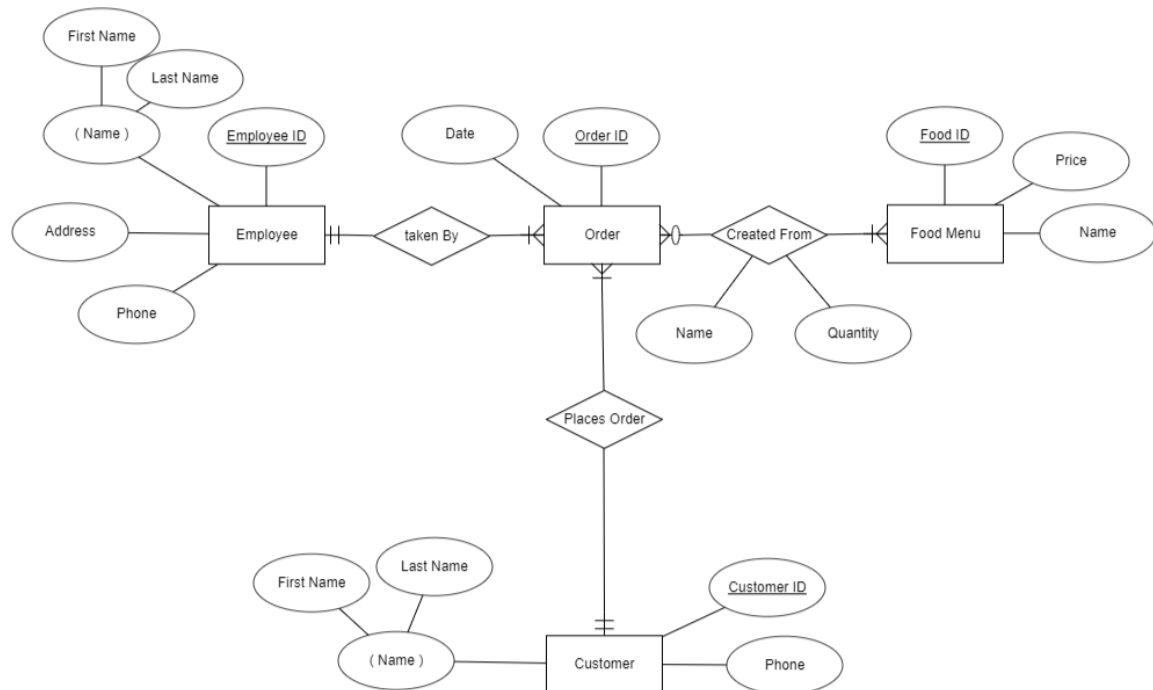 First Name
Last Name
( Name )
Employee ID
Date
Order ID
Food ID
Price
Address
Employee
taken By
Order
Created From
Food Menu
Name
Phone
Name
Quantity
Places Order
First Name
Last Name
Customer ID
( Name )
Customer
Phone